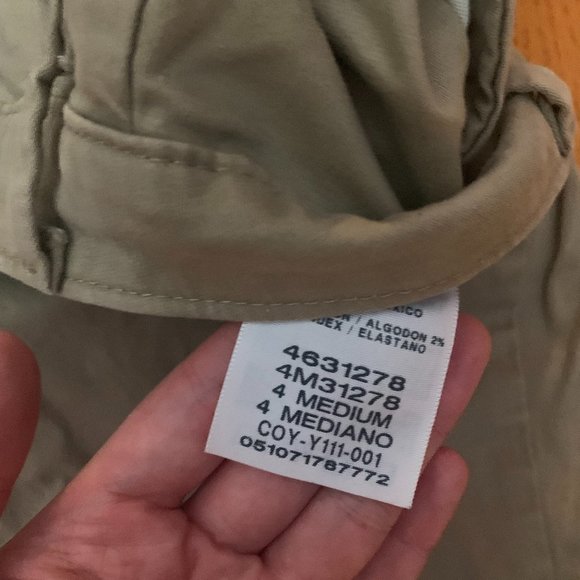 / ALGODON 2%
/ ELASTANO
4631278
4M31278
4 MEDIUM
4 MEDIANO
COY-Y111-001
051071787772